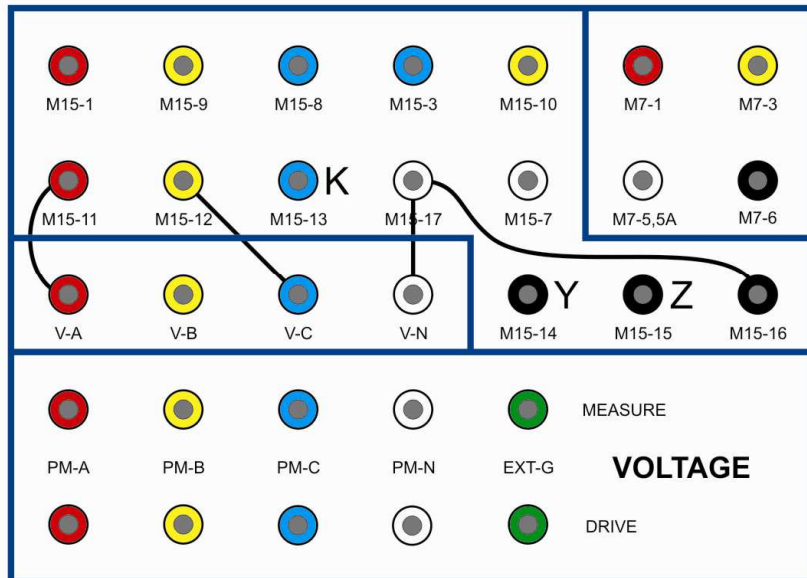 M15-1 M15-9 M15-8 M15-3 M15-10 M7-1 M7-3
K
M15-11 M15-12 M15-13 M15-17 M15-7 M7-5,5A M7-6
Y Z
V-A V-B V-C V-N M15-14 M15-15 M15-16
MEASURE
PM-A PM-B PM-C PM-N EXT-G VOLTAGE
DRIVE